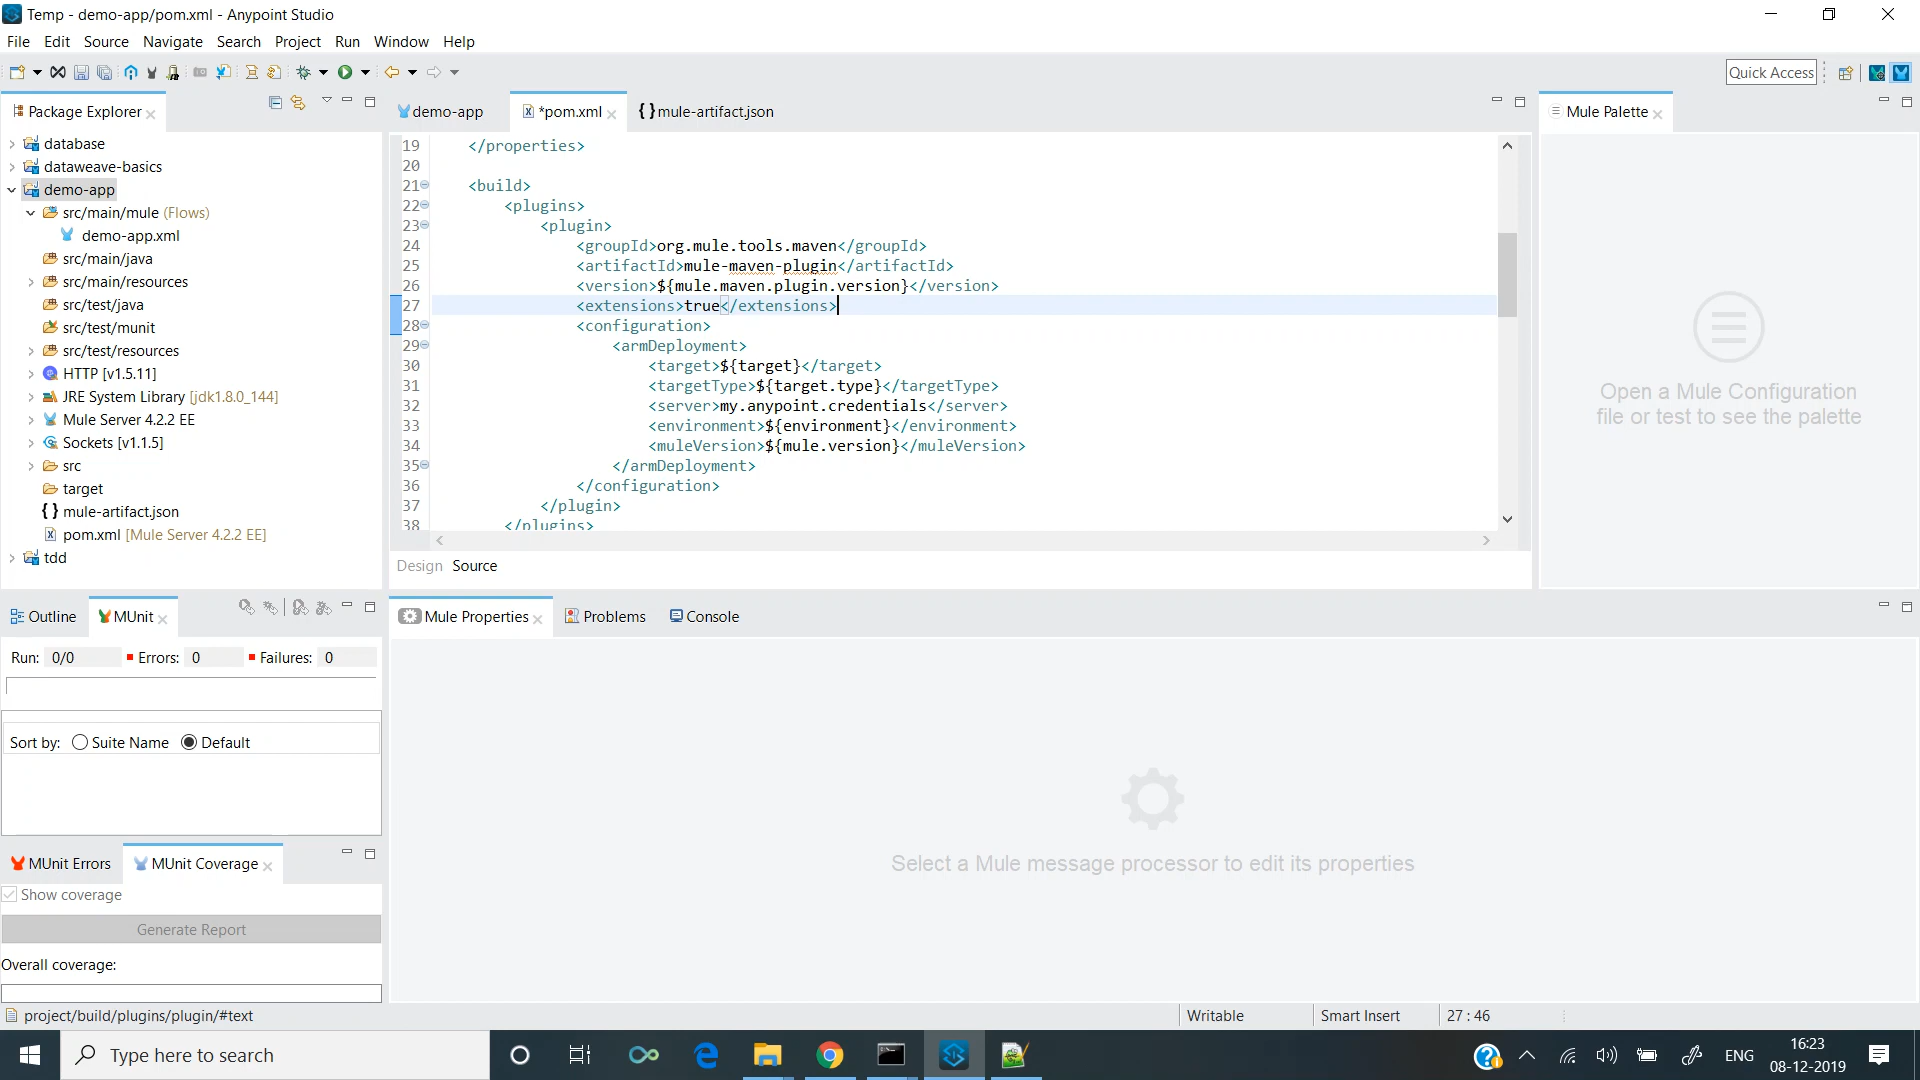 Temp - demo-app/pom.xml - Anypoint Studio
File Edit Source Navigate Search Project Run Window Help
Quick Access
Package Explorer
demo-app
*pom.xml
{ } mule-artifact.json
Mule Palette
database
dataweave-basics
demo-app
src/main/mule (Flows)
demo-app.xml
src/main/java
src/main/resources
src/test/java
src/test/munit
src/test/resources
HTTP [v1.5.11]
JRE System Library [jdk1.8.0_144]
Mule Server 4.2.2 EE
Sockets [v1.1.5]
src
target
{ } mule-artifact.json
pom.xml [Mule Server 4.2.2 EE]
tdd
19 </properties>
20
21 <build>
22 <plugins>
23 <plugin>
24 <groupId>org.mule.tools.maven</groupId>
25 <artifactId>mule-maven-plugin</artifactId>
26 <version>${mule.maven.plugin.version}</version>
27 <extensions>true</extensions>
28 <configuration>
29 <armDeployment>
30 <target>${target}</target>
31 <targetType>${target.type}</targetType>
32 <server>my.anypoint.credentials</server>
33 <environment>${environment}</environment>
34 <muleVersion>${mule.version}</muleVersion>
35 </armDeployment>
36 </configuration>
37 </plugin>
38 </plugins>
Design Source
Open a Mule Configuration
file or test to see the palette
Outline MUnit
Run: 0/0 Errors: 0 Failures: 0
Sort by: Suite Name Default
MUnit Errors MUnit Coverage
Show coverage
Generate Report
Overall coverage:
Mule Properties Problems Console
Select a Mule message processor to edit its properties
project/build/plugins/plugin/#text
Writable
Smart Insert
27 : 46
Type here to search
ENG
16:23
08-12-2019